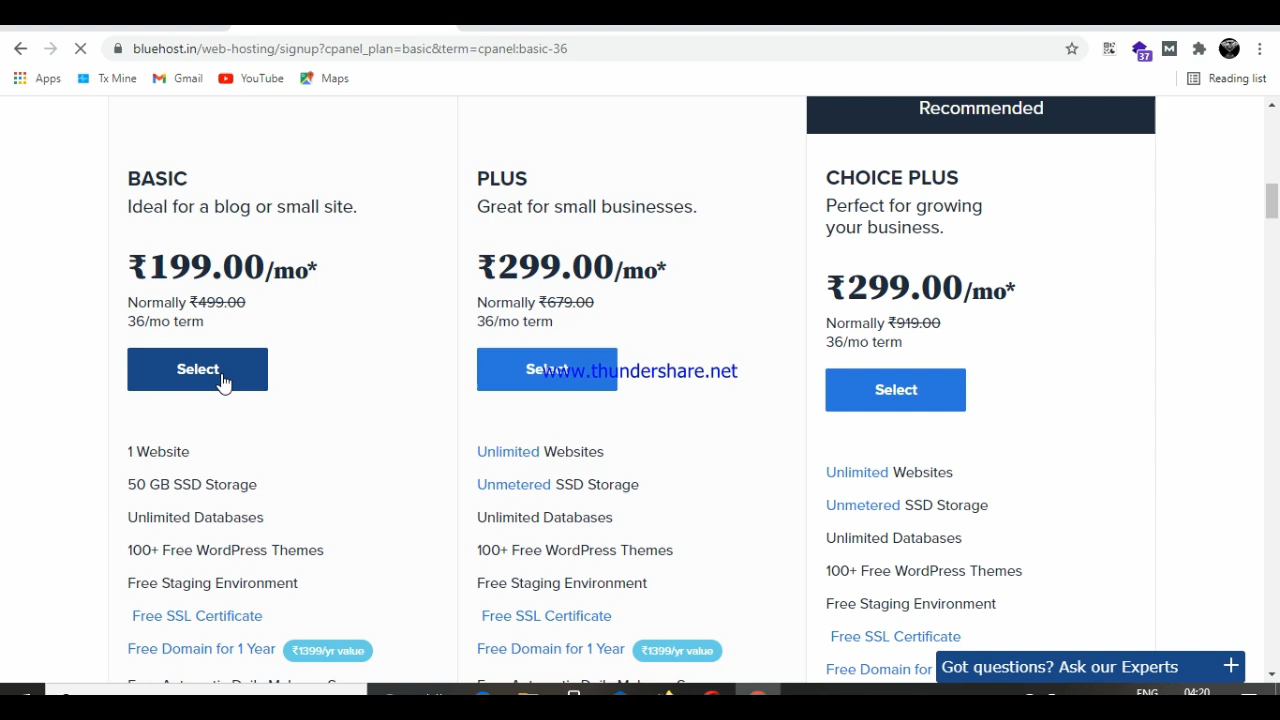 bluehost.in/web-hosting/signup?cpanel_plan=basic&term=cpanel:basic-36
37
M
Apps
Tx Mine
Gmail
YouTube
Maps
Reading list
BASIC
Ideal for a blog or small site.
₹199.00/mo*
Normally ₹499.00
36/mo term
Select
1 Website
50 GB SSD Storage
Unlimited Databases
100+ Free WordPress Themes
Free Staging Environment
Free SSL Certificate
Free Domain for 1 Year ₹1399/yr value
PLUS
Great for small businesses.
₹299.00/mo*
Normally ₹679.00
36/mo term
Select
www.thundershare.net
Unlimited Websites
Unmetered SSD Storage
Unlimited Databases
100+ Free WordPress Themes
Free Staging Environment
Free SSL Certificate
Free Domain for 1 Year ₹1399/yr value
Recommended
CHOICE PLUS
Perfect for growing
your business.
₹299.00/mo*
Normally ₹919.00
36/mo term
Select
Unlimited Websites
Unmetered SSD Storage
Unlimited Databases
100+ Free WordPress Themes
Free Staging Environment
Free SSL Certificate
Free Domain for
Got questions? Ask our Experts +
ENG
04:20